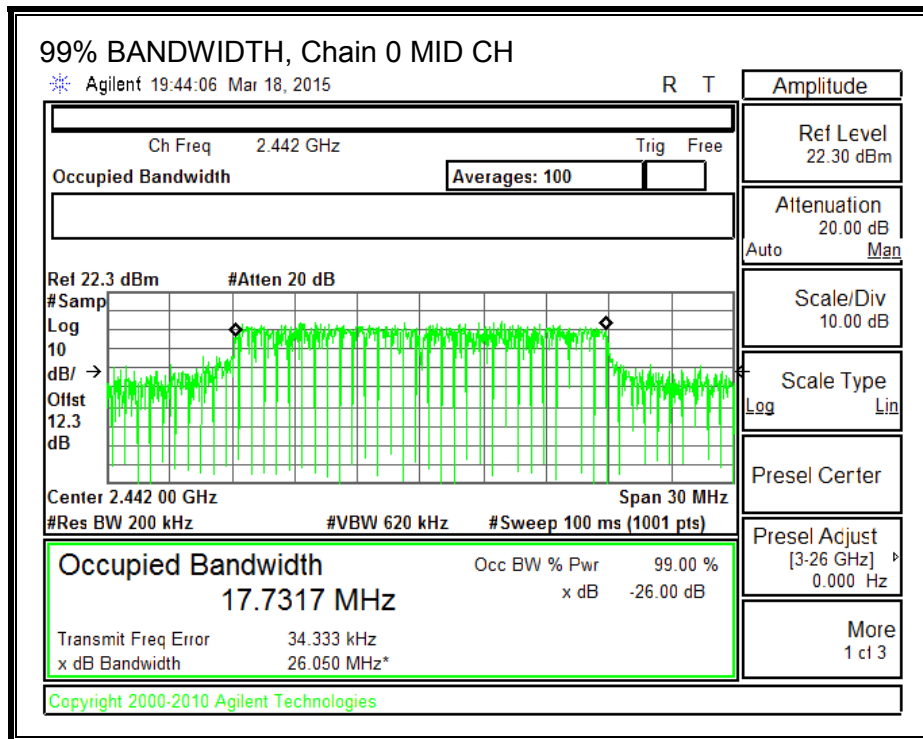 99% BANDWIDTH, Chain 0 MID CH
Agilent 19:44:06 Mar 18, 2015 R T
Ch Freq 2.442 GHz Trig Free
Occupied Bandwidth Averages: 100
Ref 22.3 dBm #Atten 20 dB
#Samp
Log
10
dB/
Offst
12.3
dB
Center 2.442 00 GHz Span 30 MHz
#Res BW 200 kHz #VBW 620 kHz #Sweep 100 ms (1001 pts)
Occupied Bandwidth Occ BW % Pwr 99.00 %
17.7317 MHz x dB -26.00 dB
Transmit Freq Error 34.333 kHz
x dB Bandwidth 26.050 MHz*
Copyright 2000-2010 Agilent Technologies
Amplitude
Ref Level
22.30 dBm
Attenuation
20.00 dB
Auto Man
Scale/Div
10.00 dB
Scale Type
Log Lin
Presel Center
Presel Adjust
[3-26 GHz]
0.000 Hz
More
1 of 3